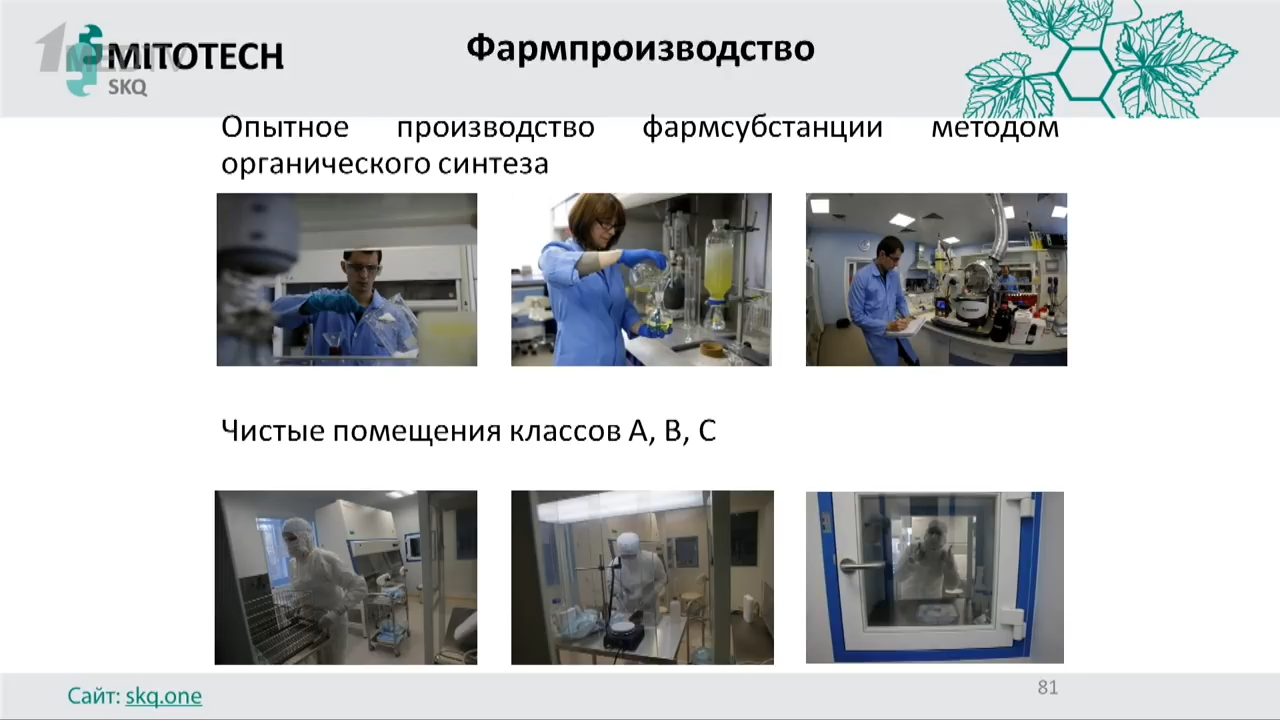 MITOTECH
SKQ
Фармпроизводство
Опытное производство фармсубстанции методом
органического синтеза
Чистые помещения классов А, В, С
Сайт: skq.one
81